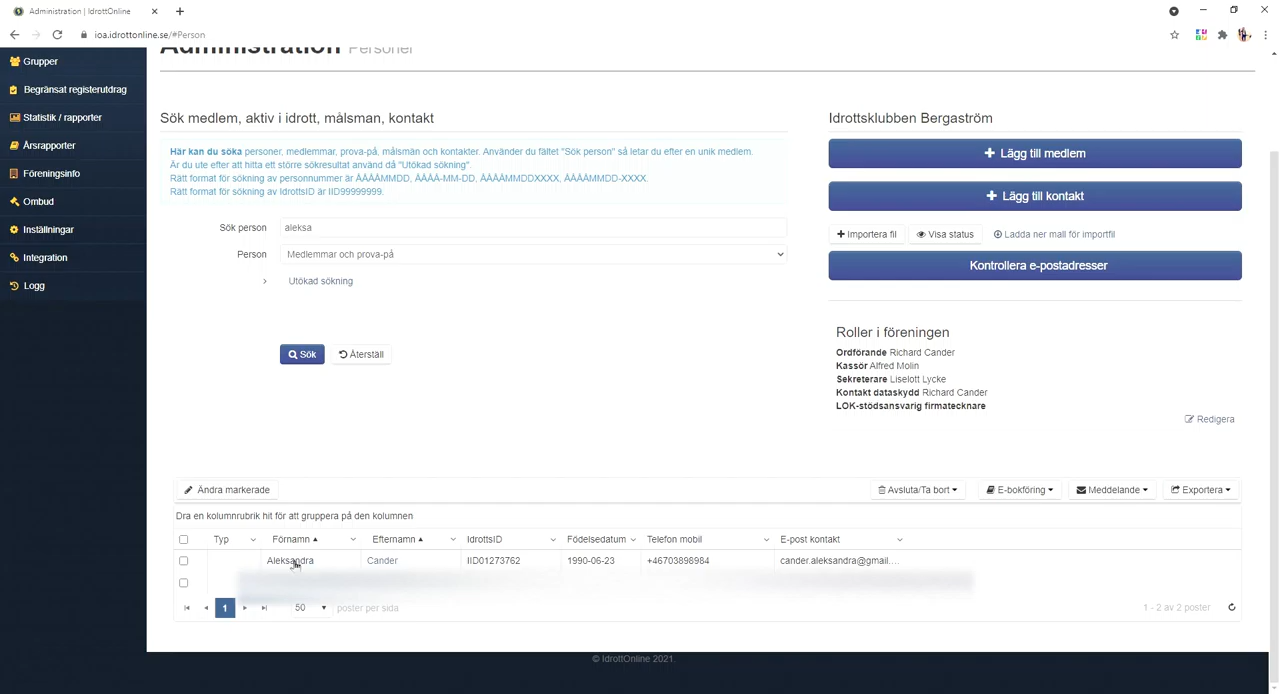 Administration | IdrottOnline
ioa.idrottonline.se/#Person
Grupper
Begränsat registerutdrag
Statistik / rapporter
Årsrapporter
Föreningsinfo
Ombud
Inställningar
Integration
Logg
Administration Personer
Sök medlem, aktiv i idrott, målsman, kontakt
Här kan du söka personer, medlemmar, prova-på, målsmän och kontakter. Använder du fältet "Sök person" så letar du efter en unik medlem.
Är du ute efter att hitta ett större sökresultat använd då "Utökad sökning".
Rätt format för sökning av personnummer är ÅÅÅÅMMDD, ÅÅÅÅ-MM-DD, ÅÅÅÅMMDDXXXX, ÅÅÅÅMMDD-XXXX.
Rätt format för sökning av IdrottsID är IID99999999.
Sök person aleksa
Person Medlemmar och prova-på
Utökad sökning
Sök Återställ
Idrottsklubben Bergaström
+ Lägg till medlem
+ Lägg till kontakt
+ Importera fil Visa status Ladda ner mall för importfil
Kontrollera e-postadresser
Roller i föreningen
Ordförande Richard Cander
Kassör Alfred Molin
Sekreterare Liselott Lycke
Kontakt dataskydd Richard Cander
LOK-stödsansvarig firmatecknare
Redigera
Ändra markerade Avsluta/Ta bort E-bokföring Meddelande Exportera
Dra en kolumnrubrik hit för att gruppera på den kolumnen
Typ Förnamn Efternamn IdrottsID Födelsedatum Telefon mobil E-post kontakt
Aleksandra Cander IID01273762 1990-06-23 +46703898984 cander.aleksandra@gmail....
1 50 poster per sida 1 - 2 av 2 poster
© IdrottOnline 2021.